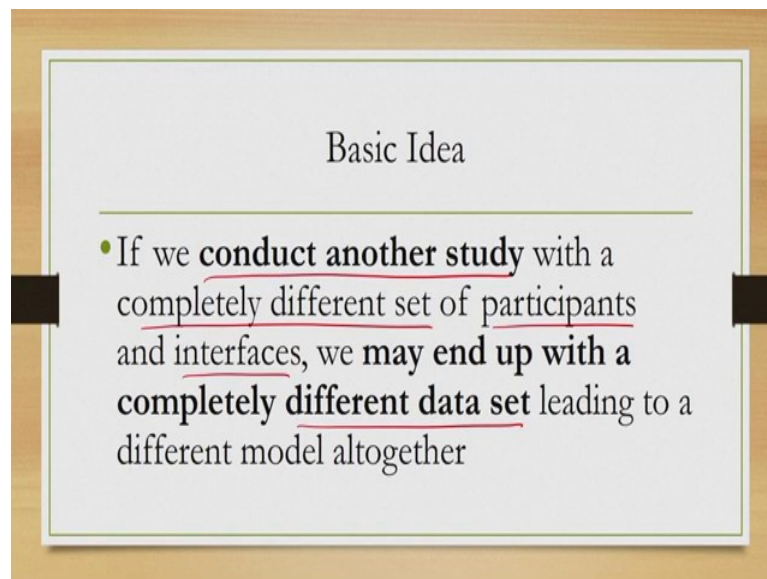 Basic Idea
•If we conduct another study with a
completely different set of participants
and interfaces, we may end up with a
completely different data set leading to a
different model altogether